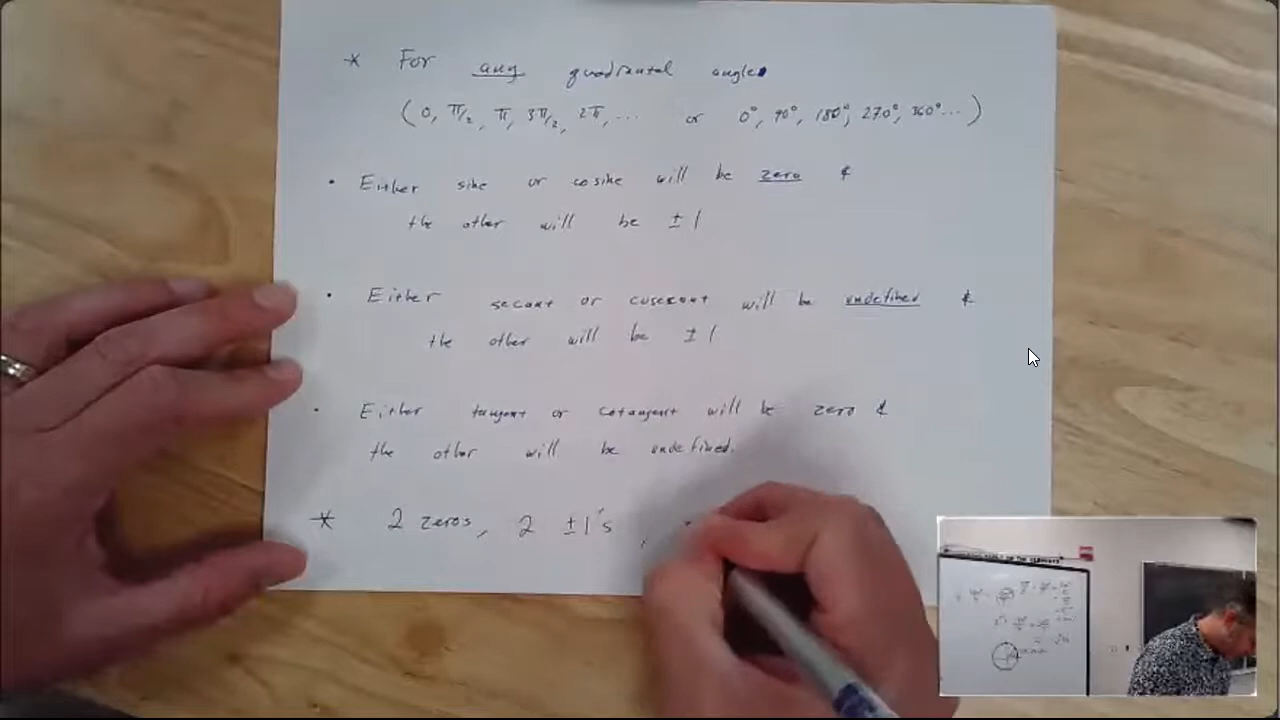 * For any quadrantal angle
(0, π/2, π, 3π/2, 2π, ... or 0°, 90°, 180°, 270°, 360° ...)
• Either sine or cosine will be zero &
the other will be ± 1
• Either secant or cosecant will be undefined &
the other will be ± 1
• Either tangent or cotangent will be zero &
the other will be undefined.
* 2 zeros, 2 ±1's,